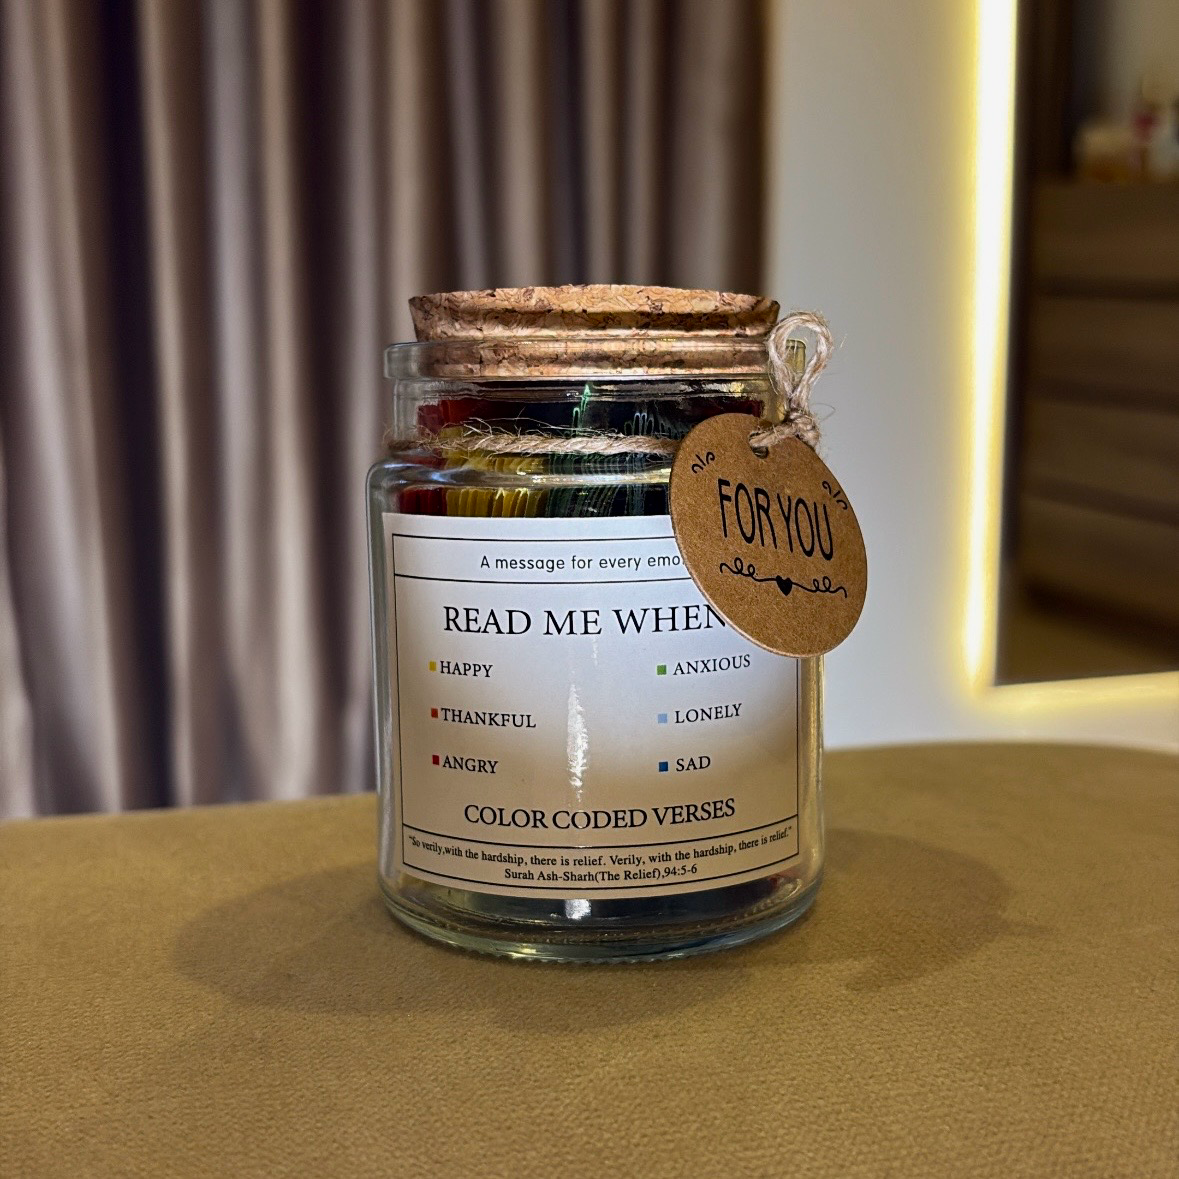 FOR YOU
A message for every
READ ME WHEN
HAPPY
ANXIOUS
THANKFUL
LONELY
ANGRY
SAD
COLOR CODED VERSES
"So verily,with the hardship, there is relief. Verily, with the hardship, there is relief."
Surah Ash-Sharh(The Relief),94:5-6